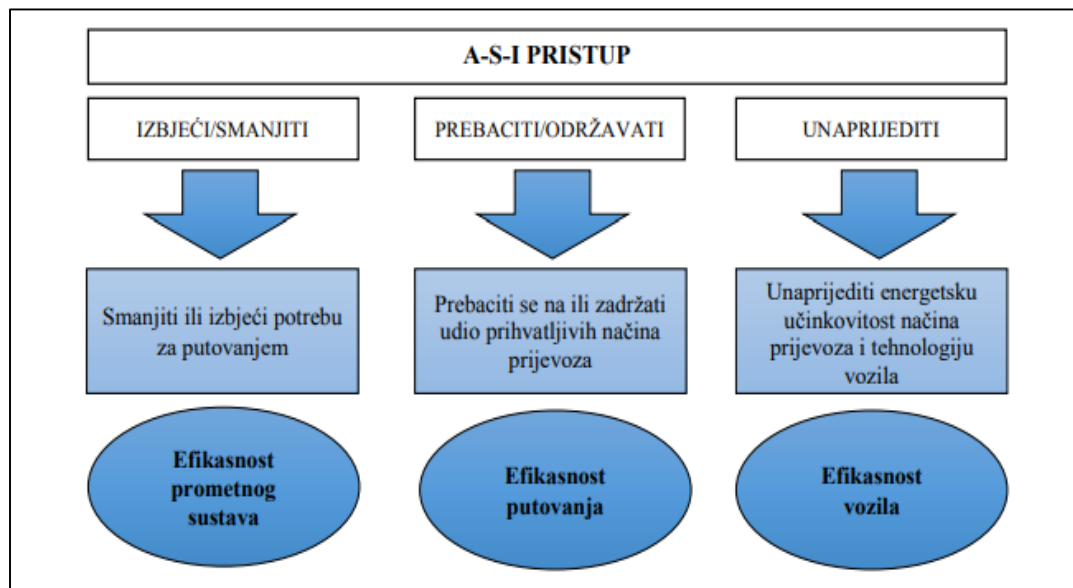 A-S-I PRISTUP
IZBJEĆI/SMANJITI
PREBACITI/ODRŽAVATI
UNAPRIJEDITI
Smanjiti ili izbjeći potrebu
za putovanjem
Prebaciti se na ili zadržati
udio prihvatljivih načina
prijevoza
Unaprijediti energetsku
učinkovitost načina
prijevoza i tehnologiju
vozila
Efikasnost
prometnog
sustava
Efikasnost
putovanja
Efikasnost
vozila